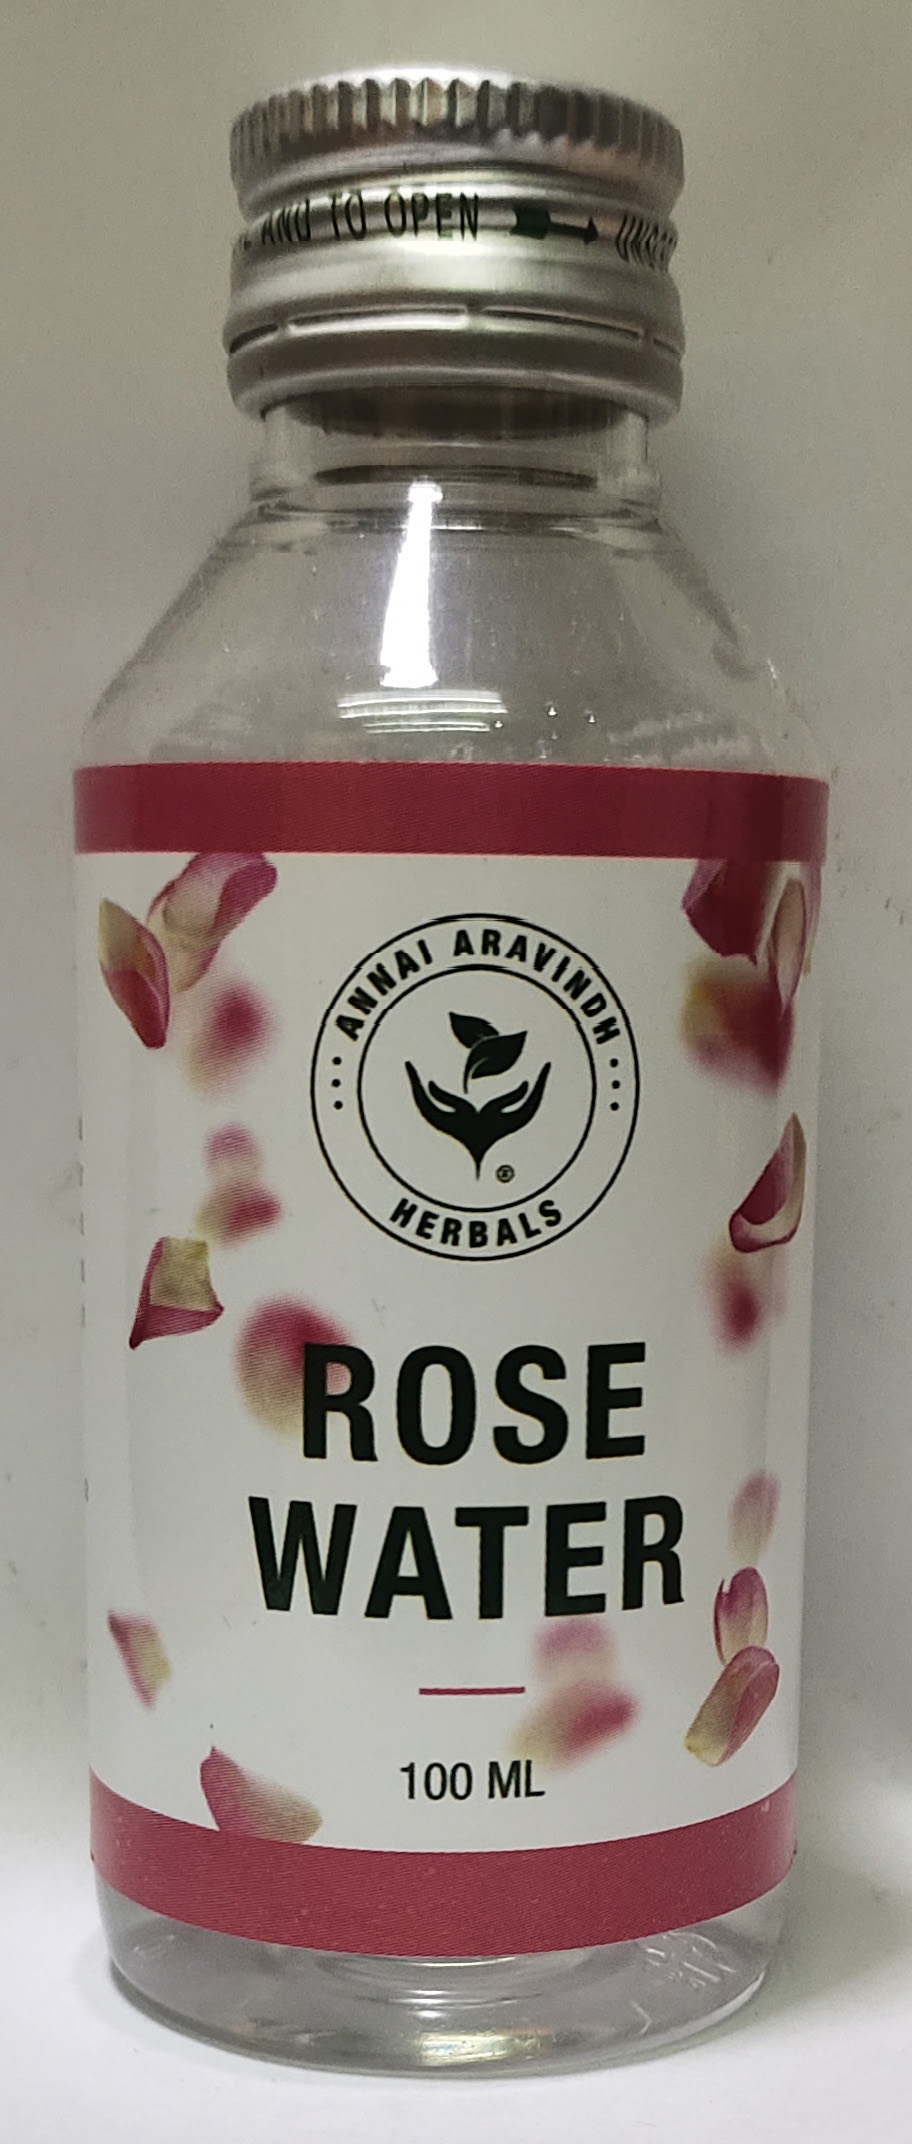 AND TO OPEN
ANNAI ARAVINDH
HERBALS
®
ROSE
WATER
100 ML